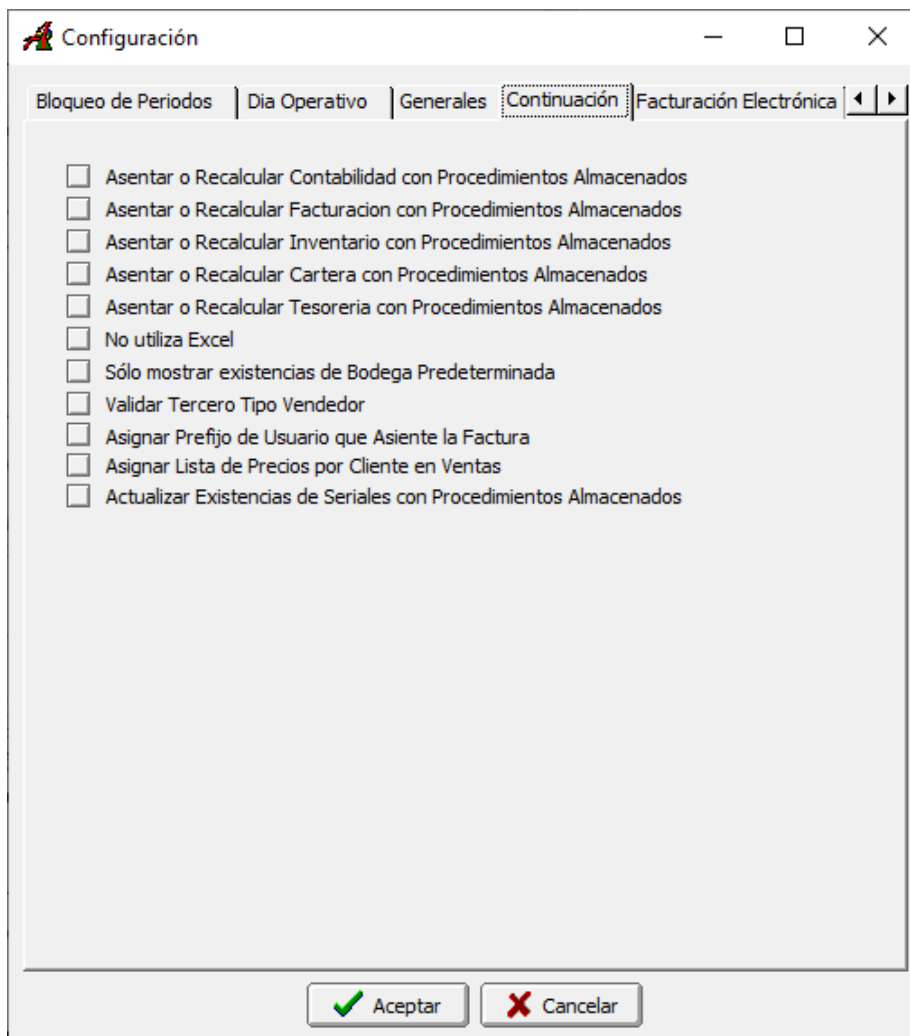 Configuración
Bloqueo de Periodos Dia Operativo Generales Continuación Facturación Electrónica
Asentar o Recalcular Contabilidad con Procedimientos Almacenados
Asentar o Recalcular Facturacion con Procedimientos Almacenados
Asentar o Recalcular Inventario con Procedimientos Almacenados
Asentar o Recalcular Cartera con Procedimientos Almacenados
Asentar o Recalcular Tesoreria con Procedimientos Almacenados
No utiliza Excel
Sólo mostrar existencias de Bodega Predeterminada
Validar Tercero Tipo Vendedor
Asignar Prefijo de Usuario que Asiente la Factura
Asignar Lista de Precios por Cliente en Ventas
Actualizar Existencias de Seriales con Procedimientos Almacenados
Aceptar Cancelar